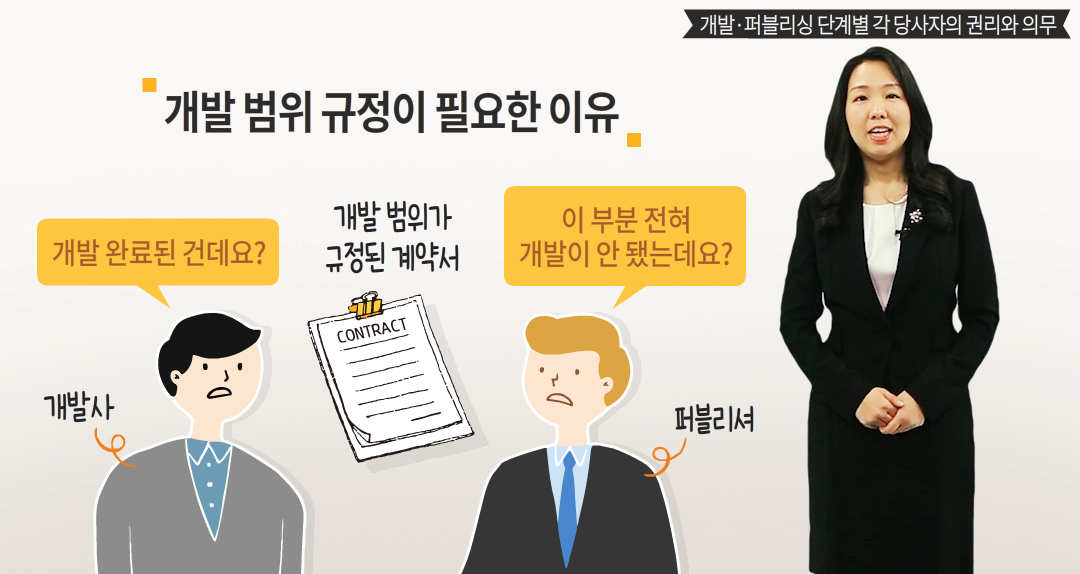 개발·퍼블리싱 단계별 각 당사자의 권리와 의무
개발 범위 규정이 필요한 이유
개발 완료된 건데요?
개발 범위가
규정된 계약서
이 부분 전혀
개발이 안 됐는데요?
CONTRACT
개발사
퍼블리셔